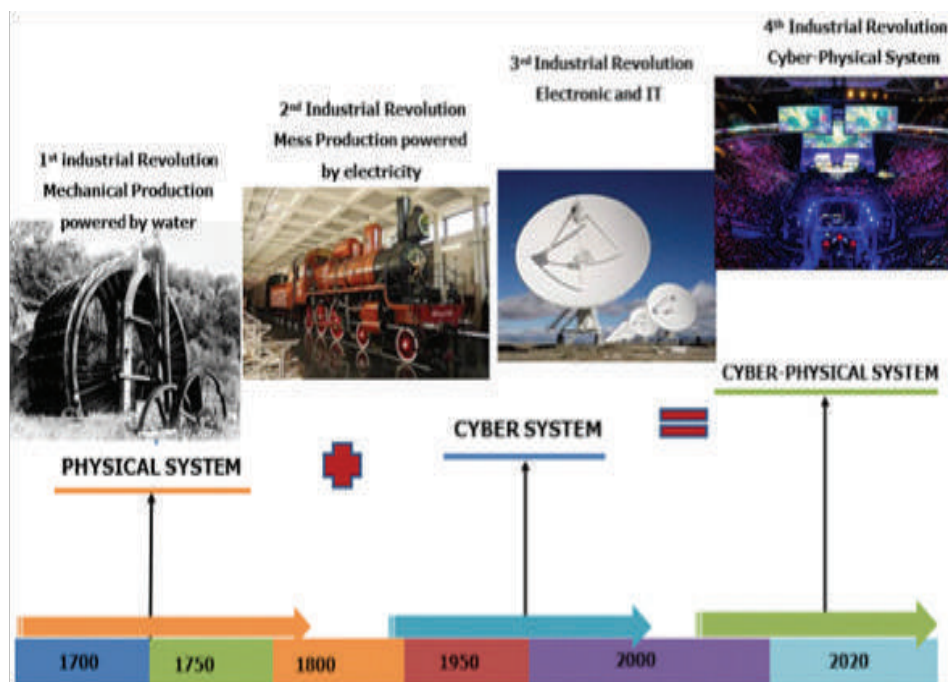 4th Industrial Revolution
Cyber-Physical System
3rd Industrial Revolution
Electronic and IT
2nd Industrial Revolution
Mess Production powered
by electricity
1st industrial Revolution
Mechanical Production
powered by water
CYBER-PHYSICAL SYSTEM
CYBER SYSTEM
PHYSICAL SYSTEM
1700
1750
1800
1950
2000
2020